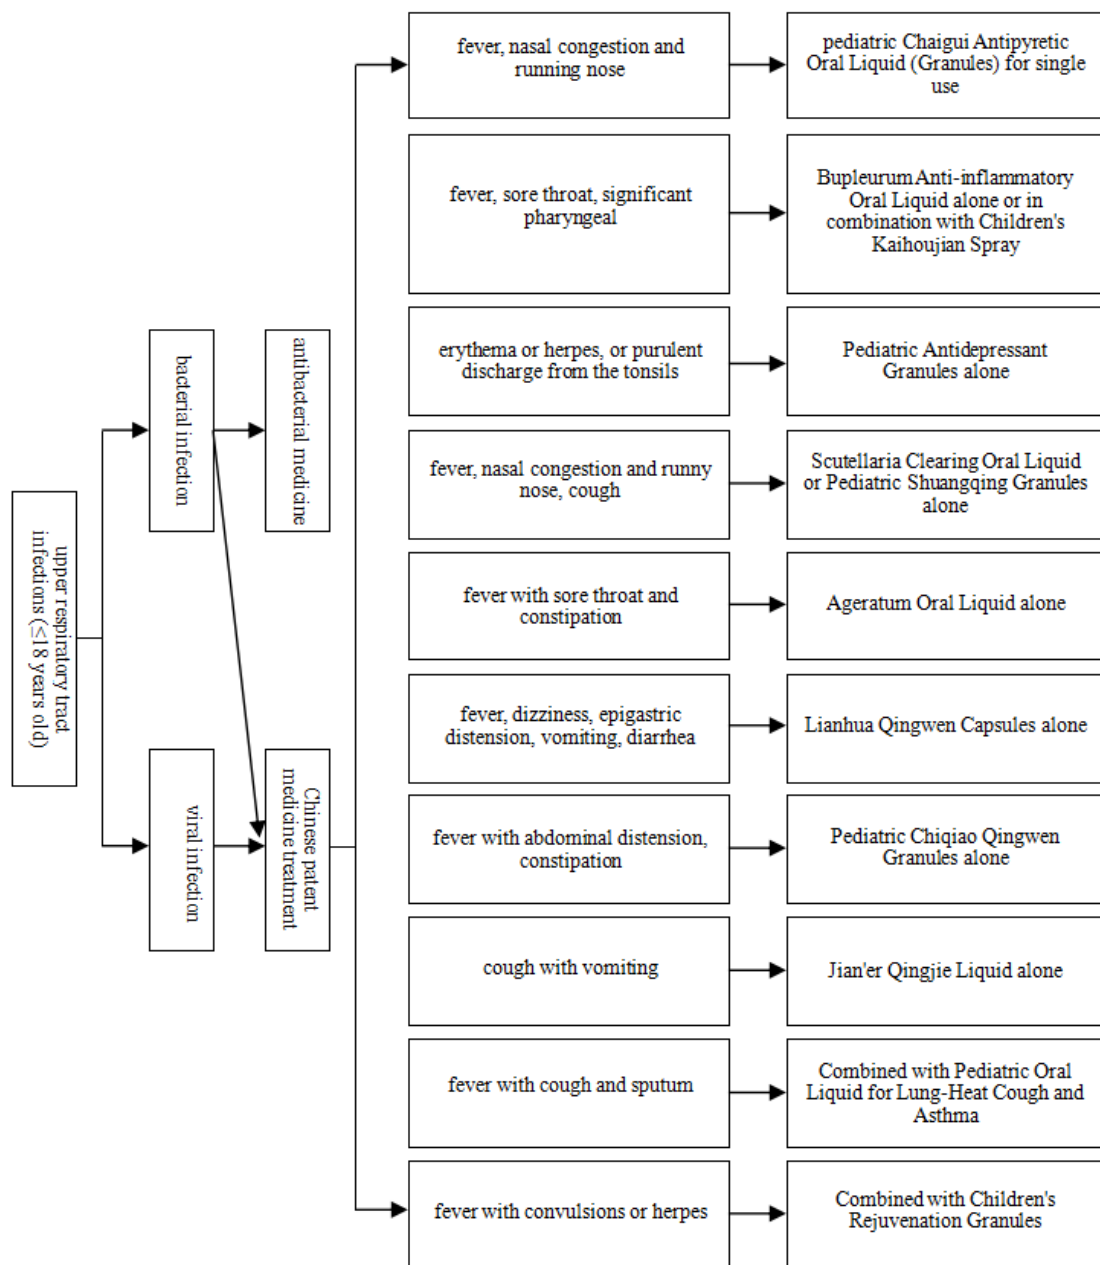 upper respiratory tract
infections (≤18 years old)
bacterial infection
viral infection
antibacterial medicine
Chinese patent
medicine treatment
fever, nasal congestion and
running nose
pediatric Chaigui Antipyretic
Oral Liquid (Granules) for single
use
fever, sore throat, significant
pharyngeal
Bupleurum Anti-inflammatory
Oral Liquid alone or in
combination with Children's
Kaihoujian Spray
erythema or herpes, or purulent
discharge from the tonsils
Pediatric Antidepressant
Granules alone
fever, nasal congestion and runny
nose, cough
Scutellaria Clearing Oral Liquid
or Pediatric Shuangqing Granules
alone
fever with sore throat and
constipation
Ageratum Oral Liquid alone
fever, dizziness, epigastric
distension, vomiting, diarrhea
Lianhua Qingwen Capsules alone
fever with abdominal distension,
constipation
Pediatric Chiqiao Qingwen
Granules alone
cough with vomiting
Jian'er Qingjie Liquid alone
fever with cough and sputum
Combined with Pediatric Oral
Liquid for Lung-Heat Cough and
Asthma
fever with convulsions or herpes
Combined with Children's
Rejuvenation Granules